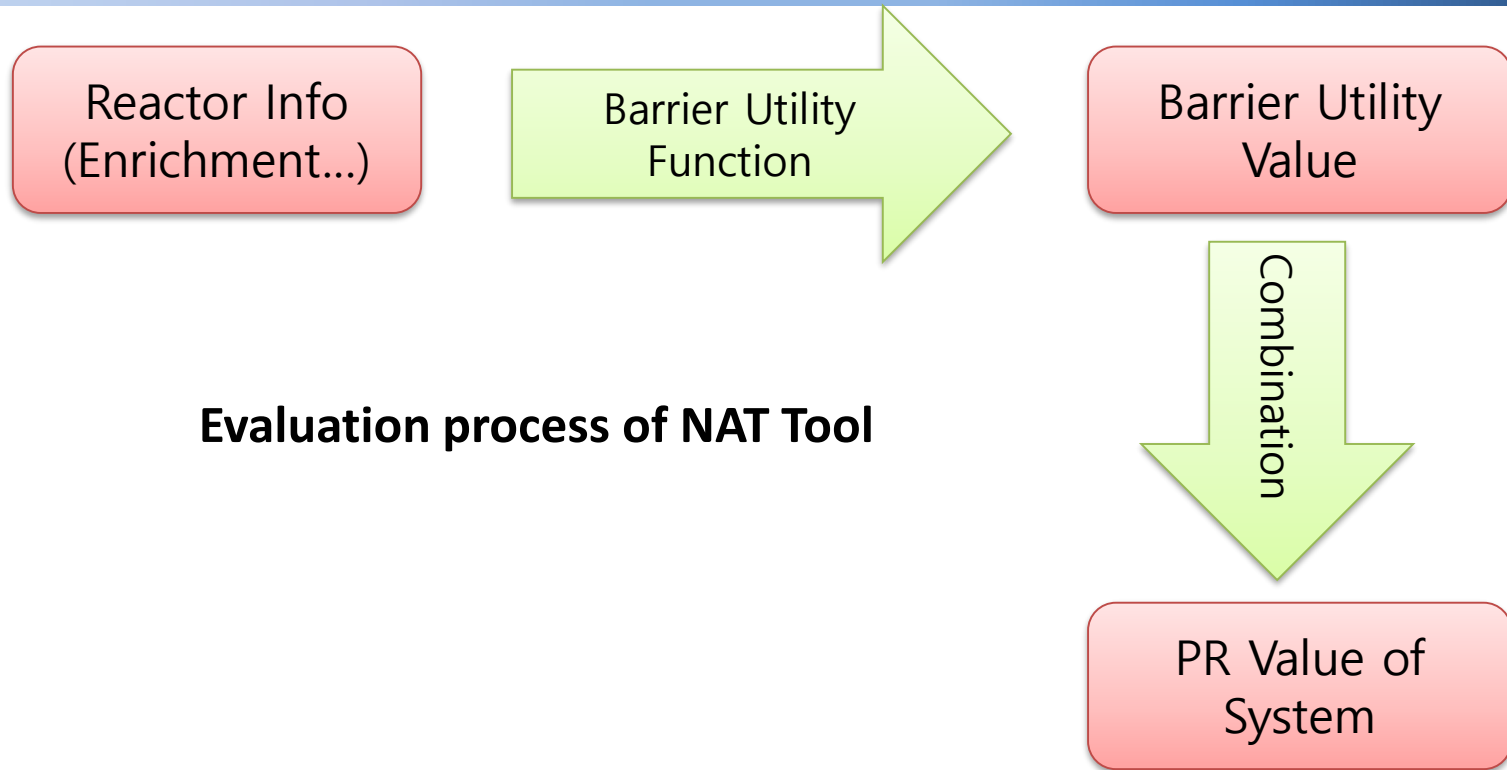 Reactor Info
(Enrichment...)
Barrier Utility
Function
Barrier Utility
Value
Combination
Evaluation process of NAT Tool
PR Value of
System